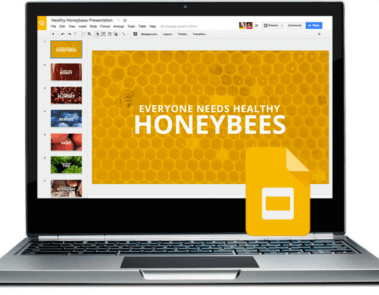 Healthy Honeybees Presentation
File Edit View Insert Slide Format Arrange Tools Table Help
Background... Layout Theme Transition...
Present Comments Share
EVERYONE NEEDS HEALTHY
HONEYBEES